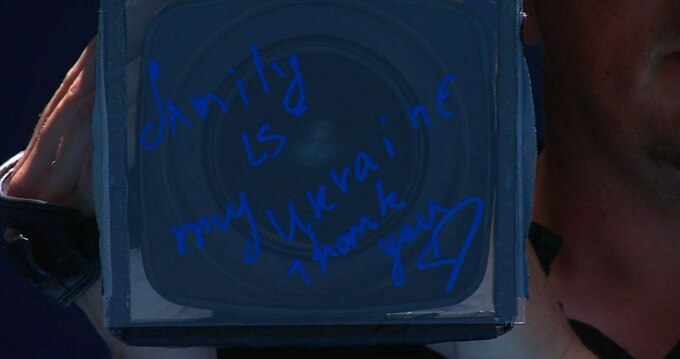 family
is
my Ukraine
thank
you